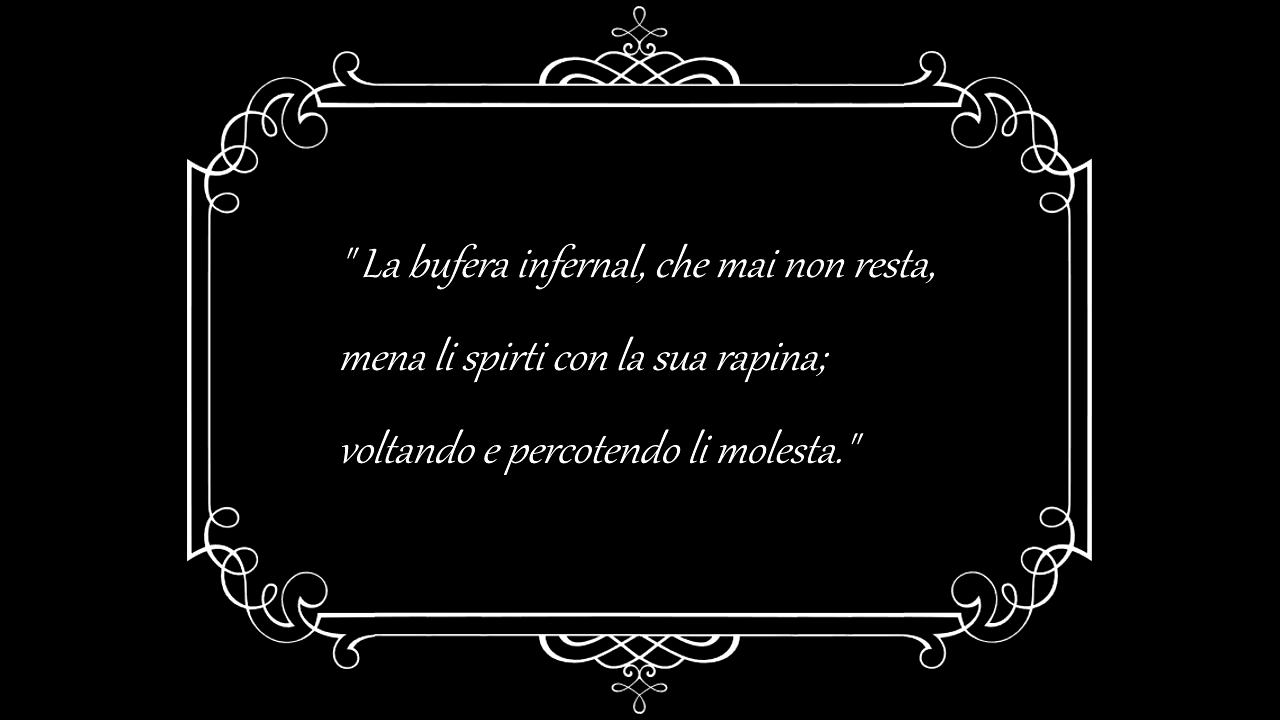 " La bufera infernal, che mai non resta,
mena li spirti con la sua rapina;
voltando e percotendo li molesta."